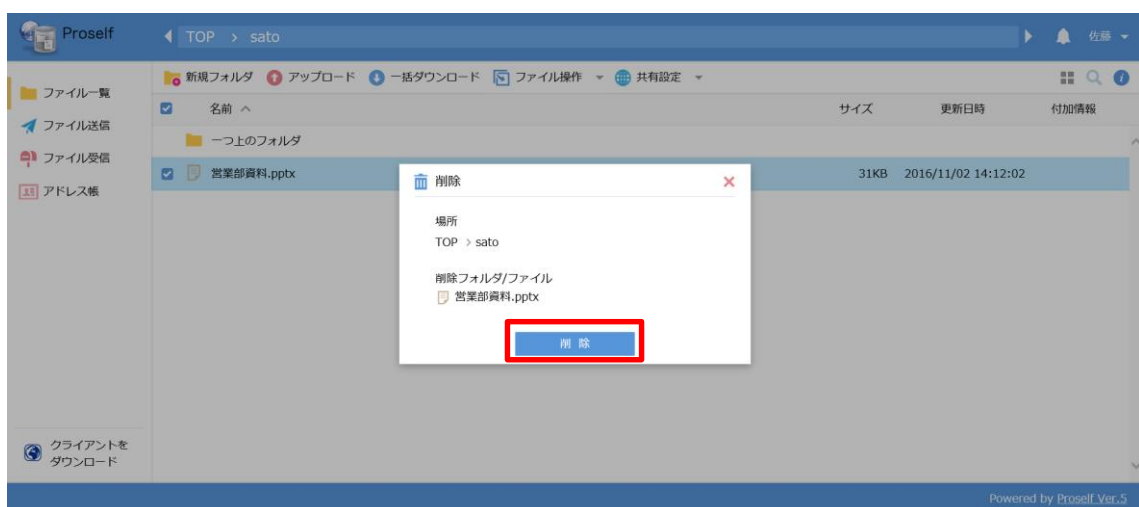 Proself
TOP > sato
佐藤
ファイル一覧
ファイル送信
ファイル受信
アドレス帳
新規フォルダ アップロード 一括ダウンロード ファイル操作 共有設定
名前 サイズ 更新日時 付加情報
一つ上のフォルダ
営業部資料.pptx 31KB 2016/11/02 14:12:02
削除
場所
TOP > sato
削除フォルダ/ファイル
営業部資料.pptx
削 除
クライアントを
ダウンロード
Powered by Proself Ver.5